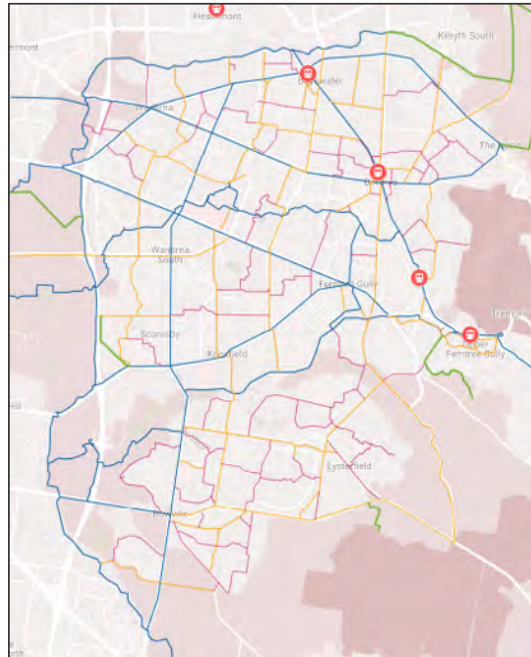 Heathmont
Kilsyth South
Bayswater
Wantirna
The Basin
Boronia
Wantirna
South
Ferntree Gully
Scoresby
Knoxfield
Upper
Ferntree Gully
Lysterfield
Rowville